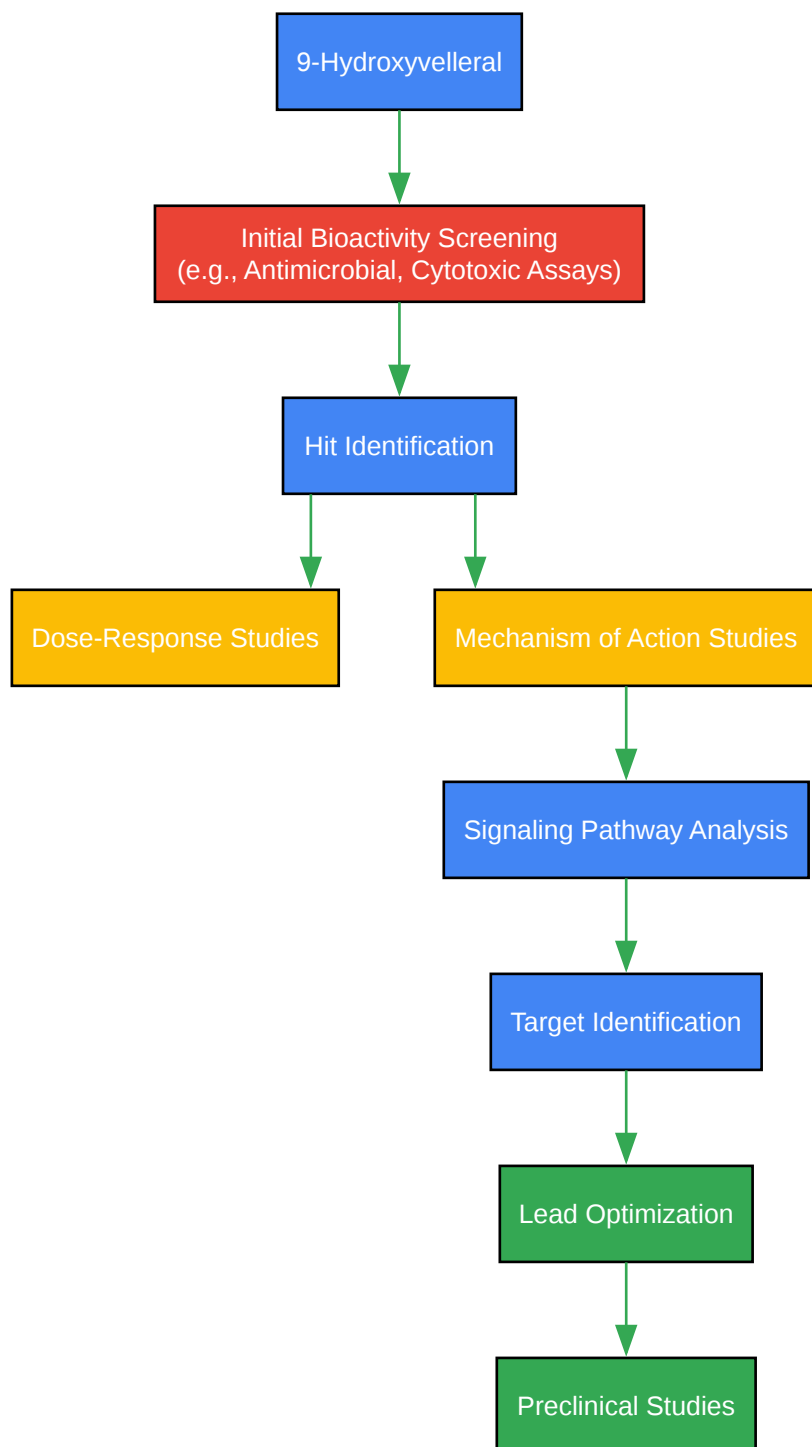 9-Hydroxyvelleral
Initial Bioactivity Screening
(e.g., Antimicrobial, Cytotoxic Assays)
Hit Identification
Dose-Response Studies
Mechanism of Action Studies
Signaling Pathway Analysis
Target Identification
Lead Optimization
Preclinical Studies